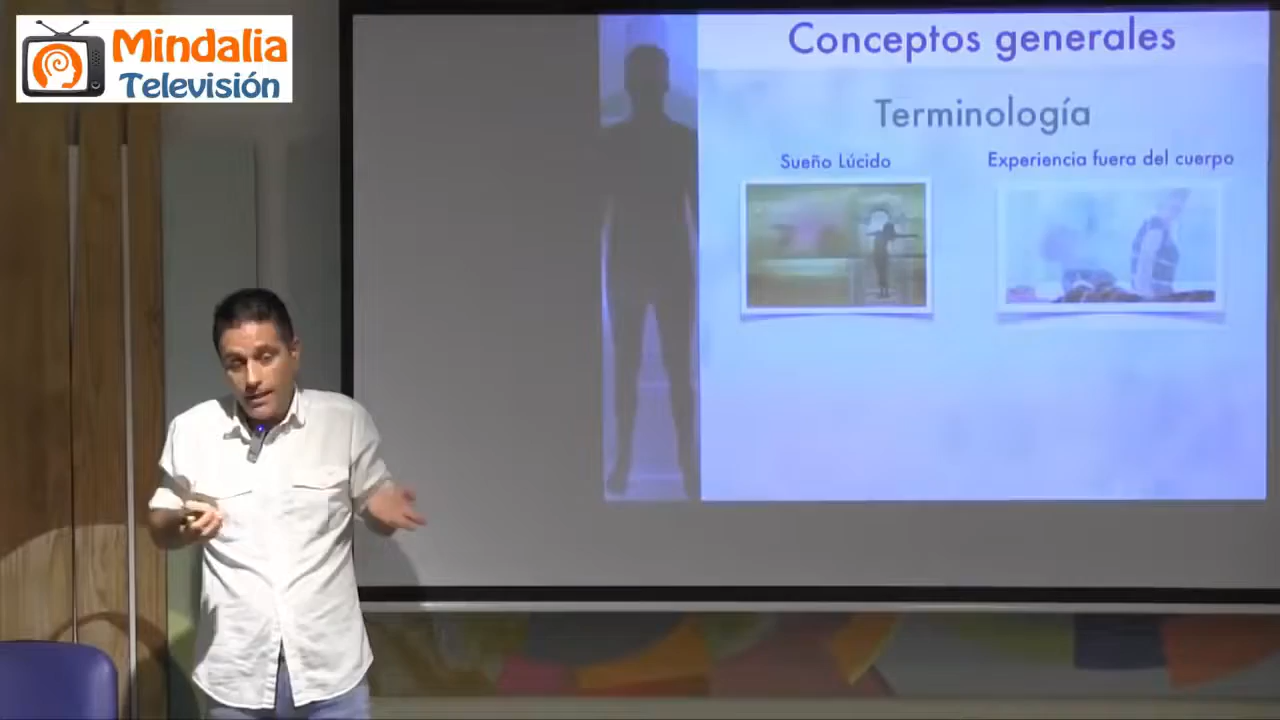 Mindalia
Televisión
Conceptos generales
Terminología
Sueño Lúcido
Experiencia fuera del cuerpo